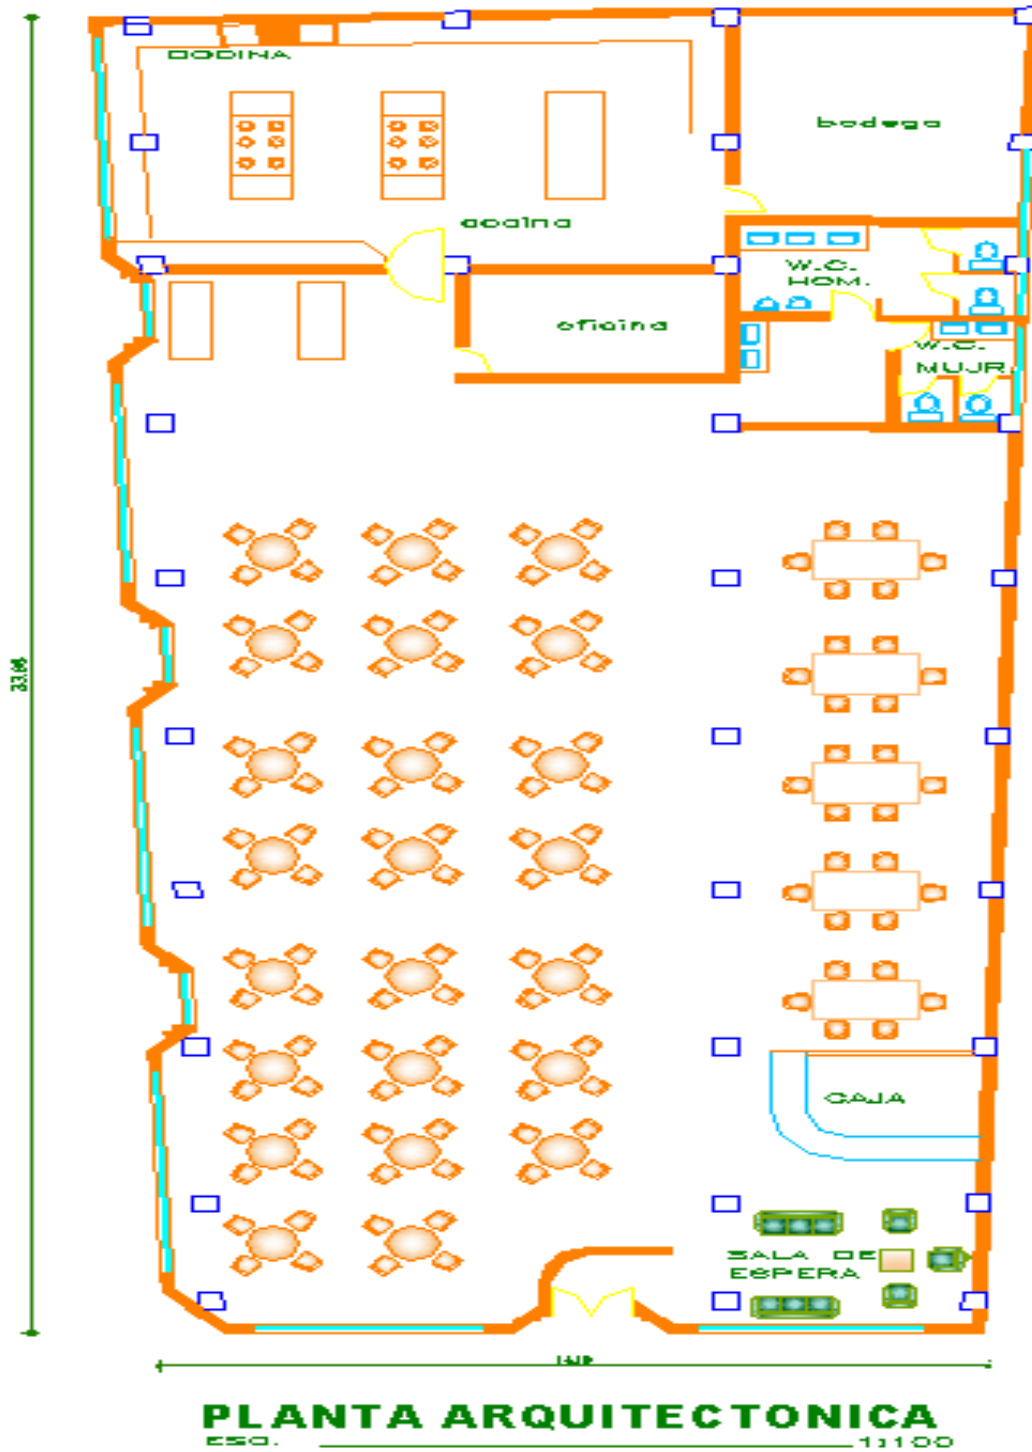 COCINA
bodega
cocina
W.C.
HOM.
oficina
W.C.
MUJR.
CAJA
SALA DE
ESPERA
PLANTA ARQUITECTONICA
ESC. 1:100